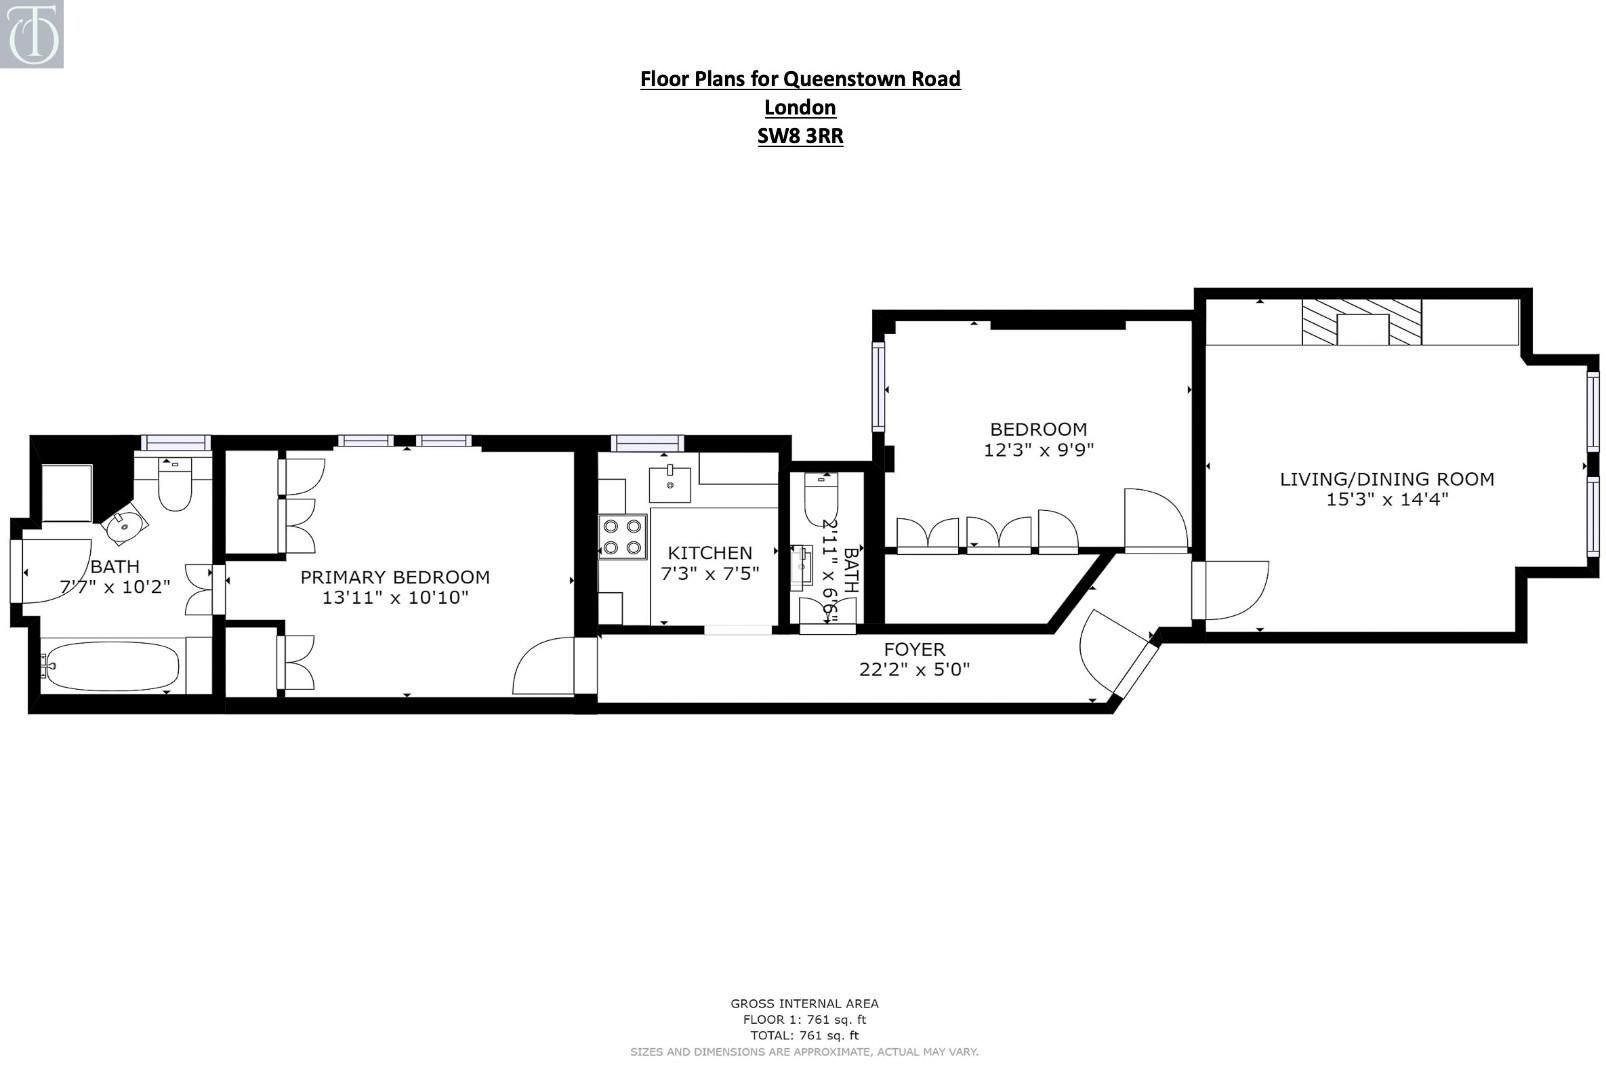 TO
Floor Plans for Queenstown Road
London
SW8 3RR
BEDROOM
12'3" x 9'9"
LIVING/DINING ROOM
15'3" x 14'4"
BATH
7'7" x 10'2"
PRIMARY BEDROOM
13'11" x 10'10"
KITCHEN
7'3" x 7'5"
BATH
2'11" x 6'6"
FOYER
22'2" x 5'0"
GROSS INTERNAL AREA
FLOOR 1: 761 sq. ft
TOTAL: 761 sq. ft
SIZES AND DIMENSIONS ARE APPROXIMATE, ACTUAL MAY VARY.